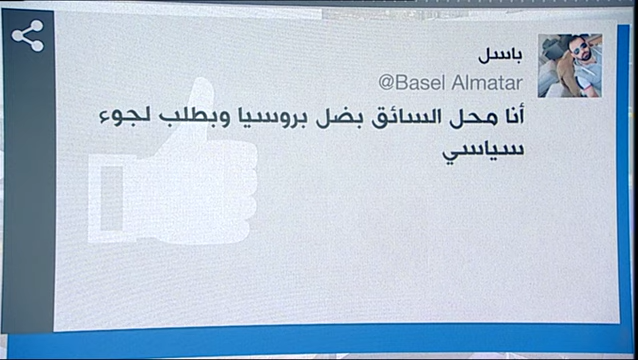 باسل
@Basel Almatar
أنا محل السائق بضل بروسيا وبطلب لجوء
سياسي